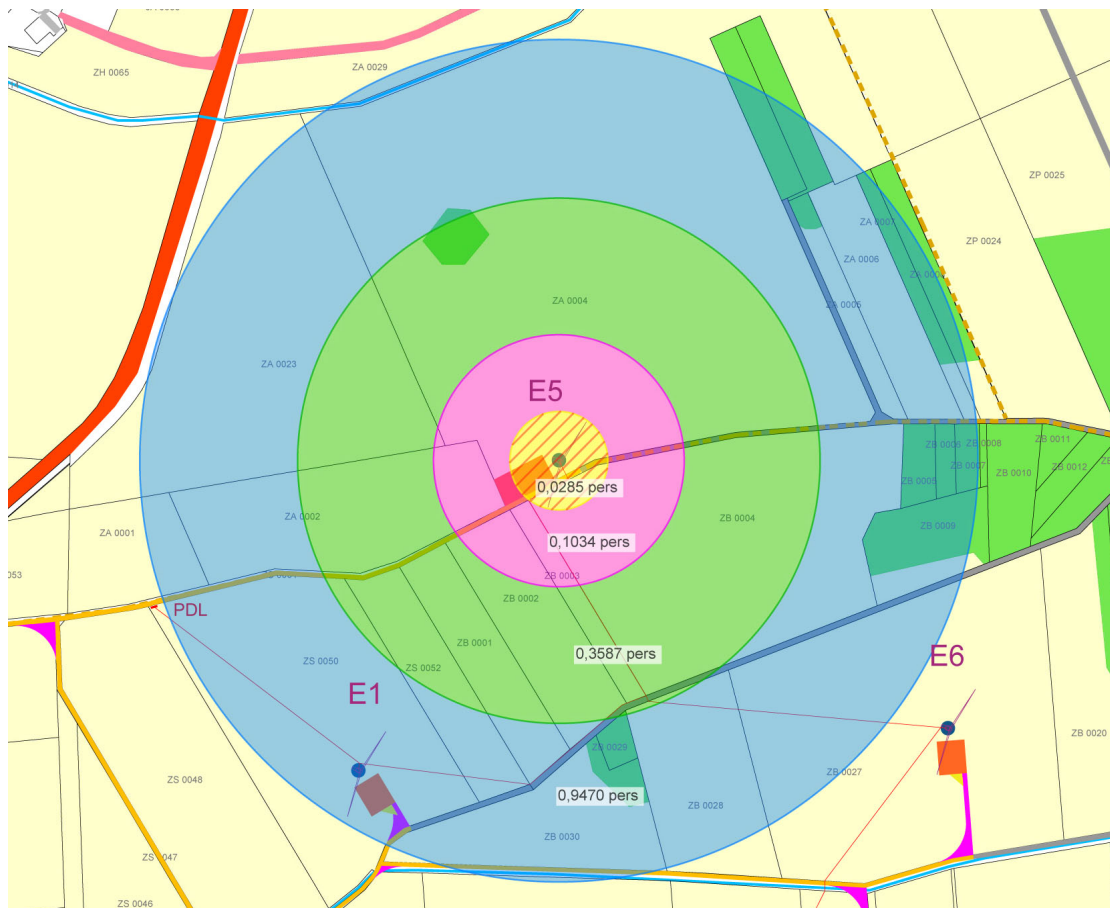 ZH 0065
ZA 0029
ZP 0025
ZP 0024
ZA 0007
ZA 0006
ZA 0005
ZA 0004
ZA 0023
E5
0,0285 pers
ZA 0002
ZA 0001
0,1034 pers
ZB 0004
ZB 0006
ZB 0008
ZB 0007
ZB 0005
ZB 0009
ZB 0010
ZB 0011
ZB 0012
0053
ZB 0003
ZB 0002
ZB 0001
PDL
ZS 0050
ZS 0052
0,3587 pers
E1
E6
ZB 0029
ZB 0020
ZB 0027
ZS 0048
0,9470 pers
ZB 0028
ZB 0030
ZS 0047
ZS 0046